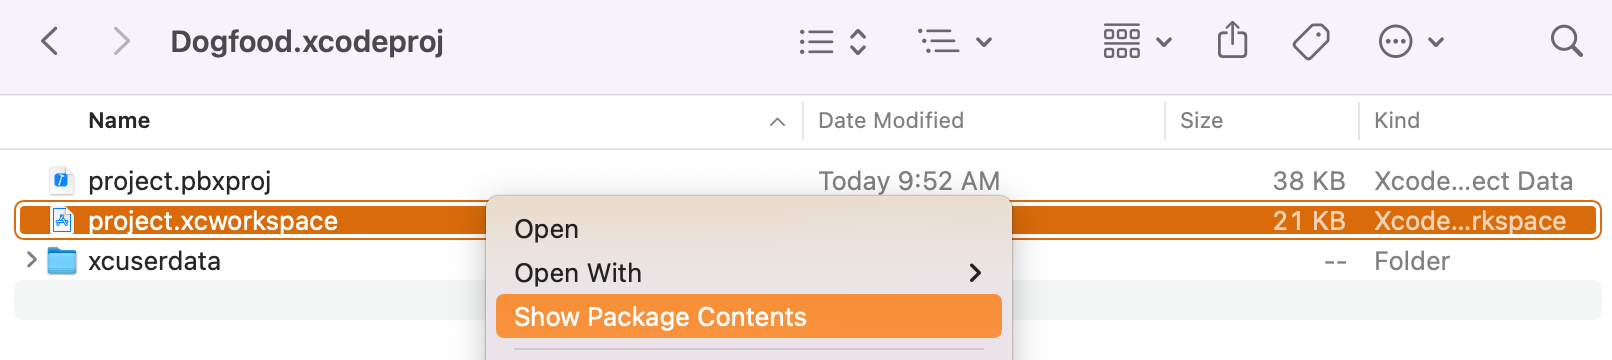 Dogfood.xcodeproj
Name Date Modified Size Kind
project.pbxproj Today 9:52 AM 38 KB Xcode...ect Data
project.xcworkspace 21 KB Xcode...rkspace
xcuserdata -- Folder
Open
Open With
Show Package Contents